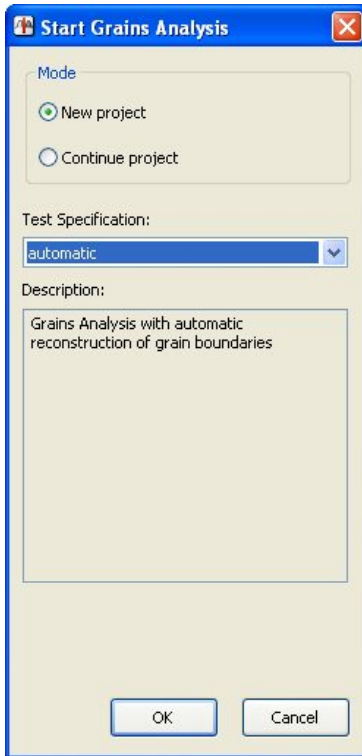 Start Grains Analysis
Mode
New project
Continue project
Test Specification:
automatic
Description:
Grains Analysis with automatic
reconstruction of grain boundaries
OK
Cancel